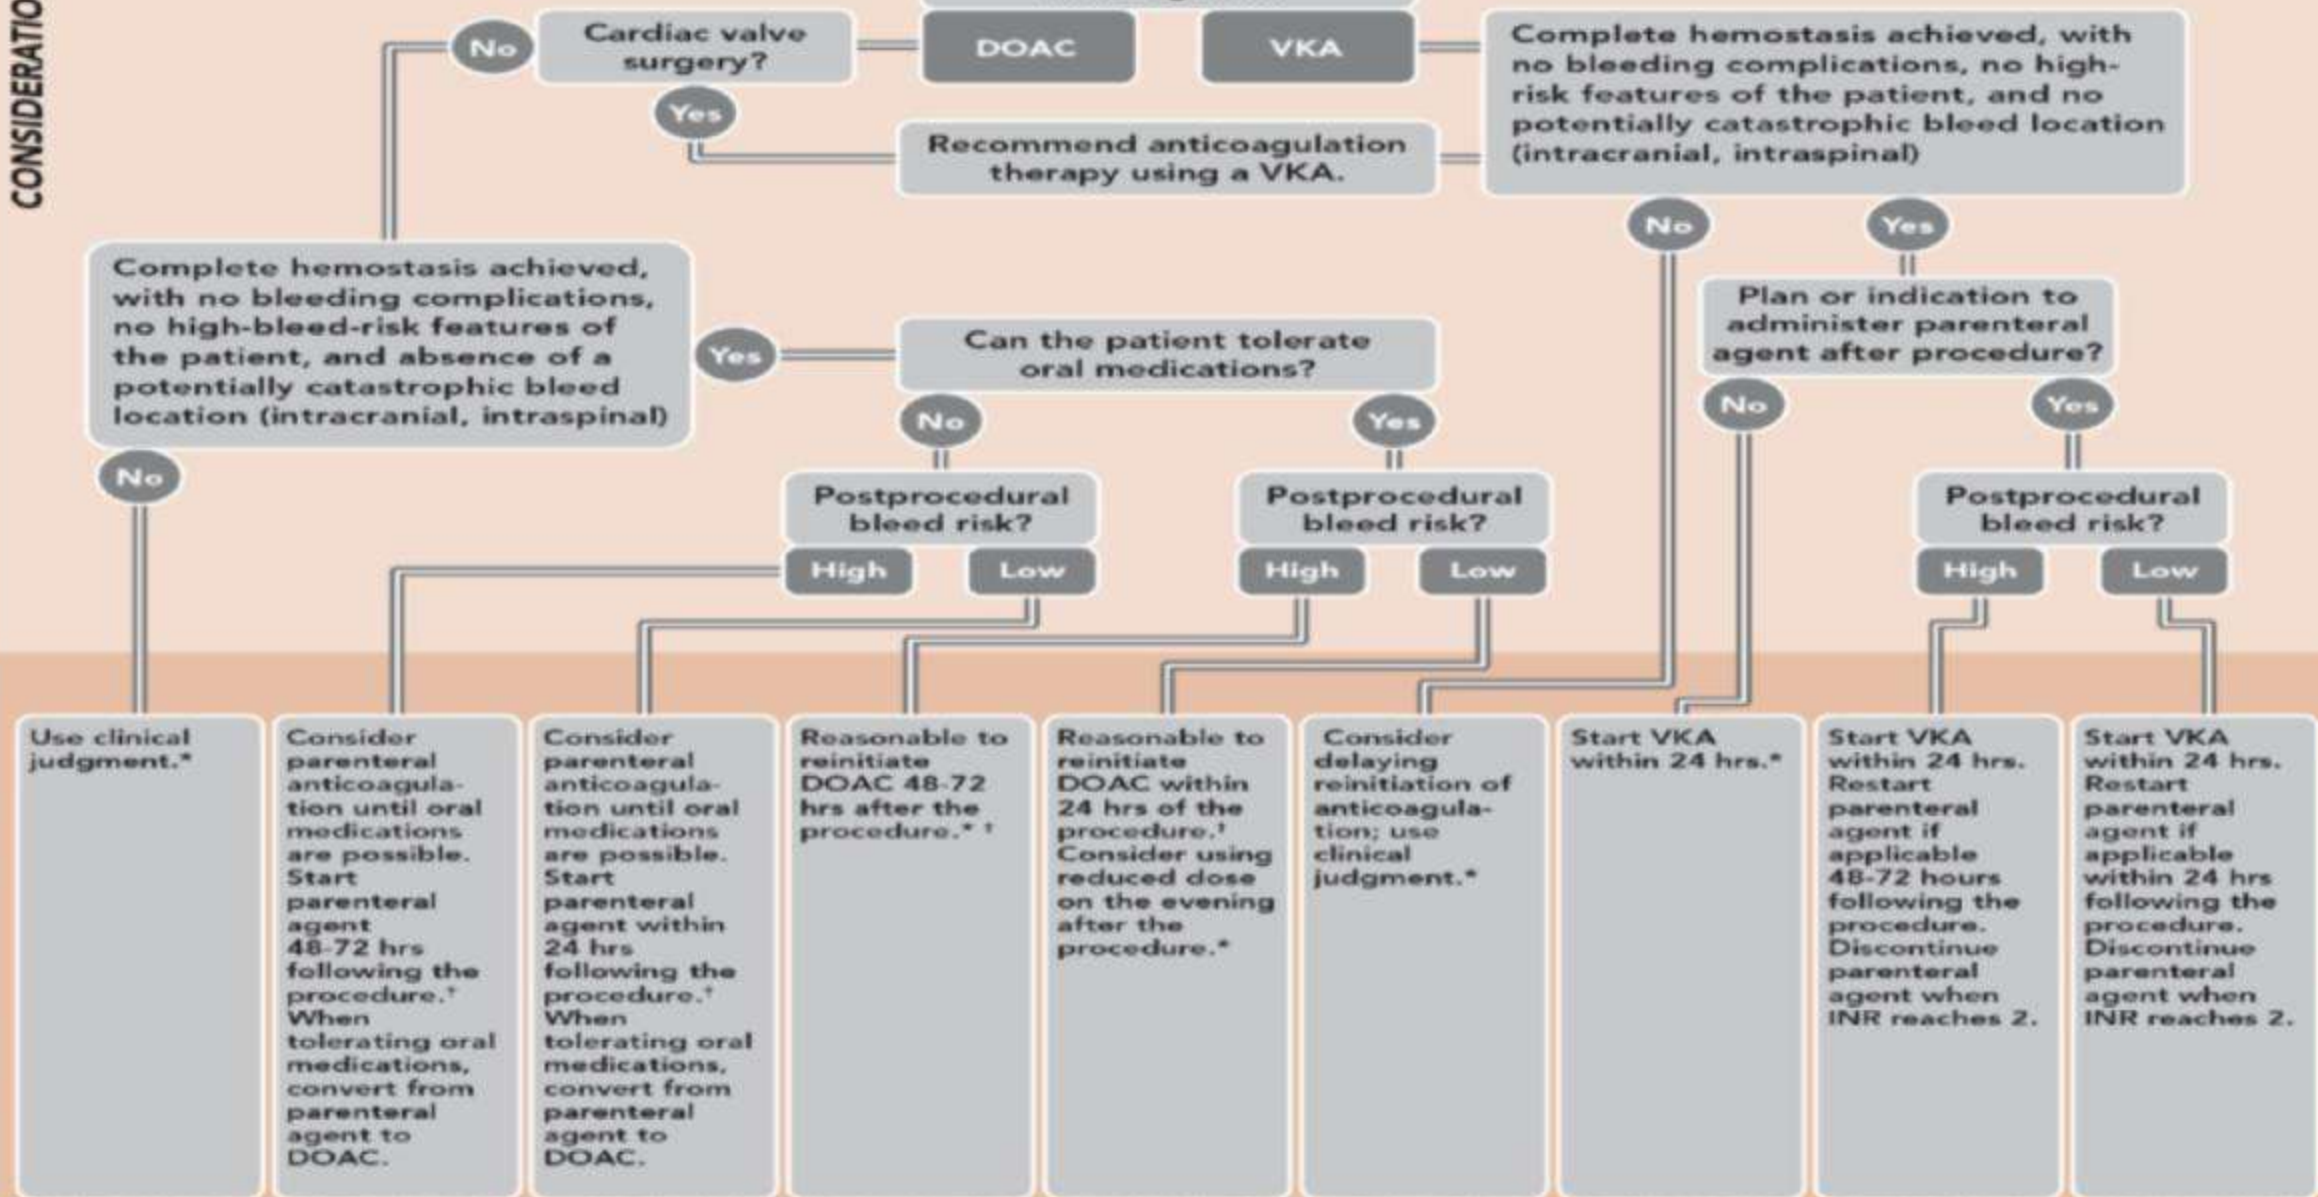 CONSIDERATIO
No
Cardiac valve
surgery?
DOAC
VKA
Complete hemostasis achieved, with
no bleeding complications, no high-
risk features of the patient, and no
potentially catastrophic bleed location
(intracranial, intraspinal)
Yes
Recommend anticoagulation
therapy using a VKA.
No
Yes
Complete hemostasis achieved,
with no bleeding complications,
no high-bleed-risk features of
the patient, and absence of a
potentially catastrophic bleed
location (intracranial, intraspinal)
Yes
Can the patient tolerate
oral medications?
Plan or indication to
administer parenteral
agent after procedure?
No
Yes
No
Yes
No
Postprocedural
bleed risk?
High
Low
Postprocedural
bleed risk?
High
Low
Postprocedural
bleed risk?
High
Low
Use clinical
judgment.*
Consider
parenteral
anticoagula-
tion until oral
medications
are possible.
Start
parenteral
agent
48-72 hrs
following the
procedure.†
When
tolerating oral
medications,
convert from
parenteral
agent to
DOAC.
Consider
parenteral
anticoagula-
tion until oral
medications
are possible.
Start
parenteral
agent within
24 hrs
following the
procedure.†
When
tolerating oral
medications,
convert from
parenteral
agent to
DOAC.
Reasonable to
reinitiate
DOAC 48-72
hrs after the
procedure.* †
Reasonable to
reinitiate
DOAC within
24 hrs of the
procedure.†
Consider using
reduced dose
on the evening
after the
procedure.*
Consider
delaying
reinitiation of
anticoagula-
tion; use
clinical
judgment.*
Start VKA
within 24 hrs.*
Start VKA
within 24 hrs.
Restart
parenteral
agent if
applicable
48-72 hours
following the
procedure.
Discontinue
parenteral
agent when
INR reaches 2.
Start VKA
within 24 hrs.
Restart
parenteral
agent if
applicable
within 24 hrs
following the
procedure.
Discontinue
parenteral
agent when
INR reaches 2.